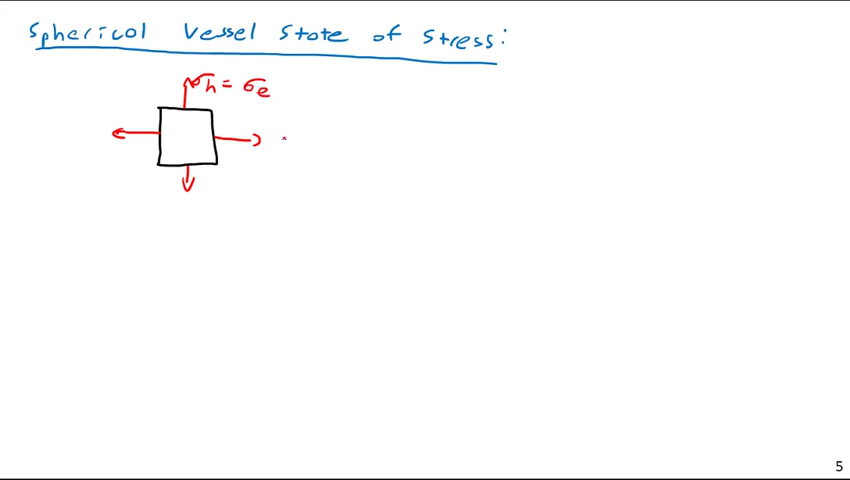 Spherical Vessel State of Stress:
σh = σe
5